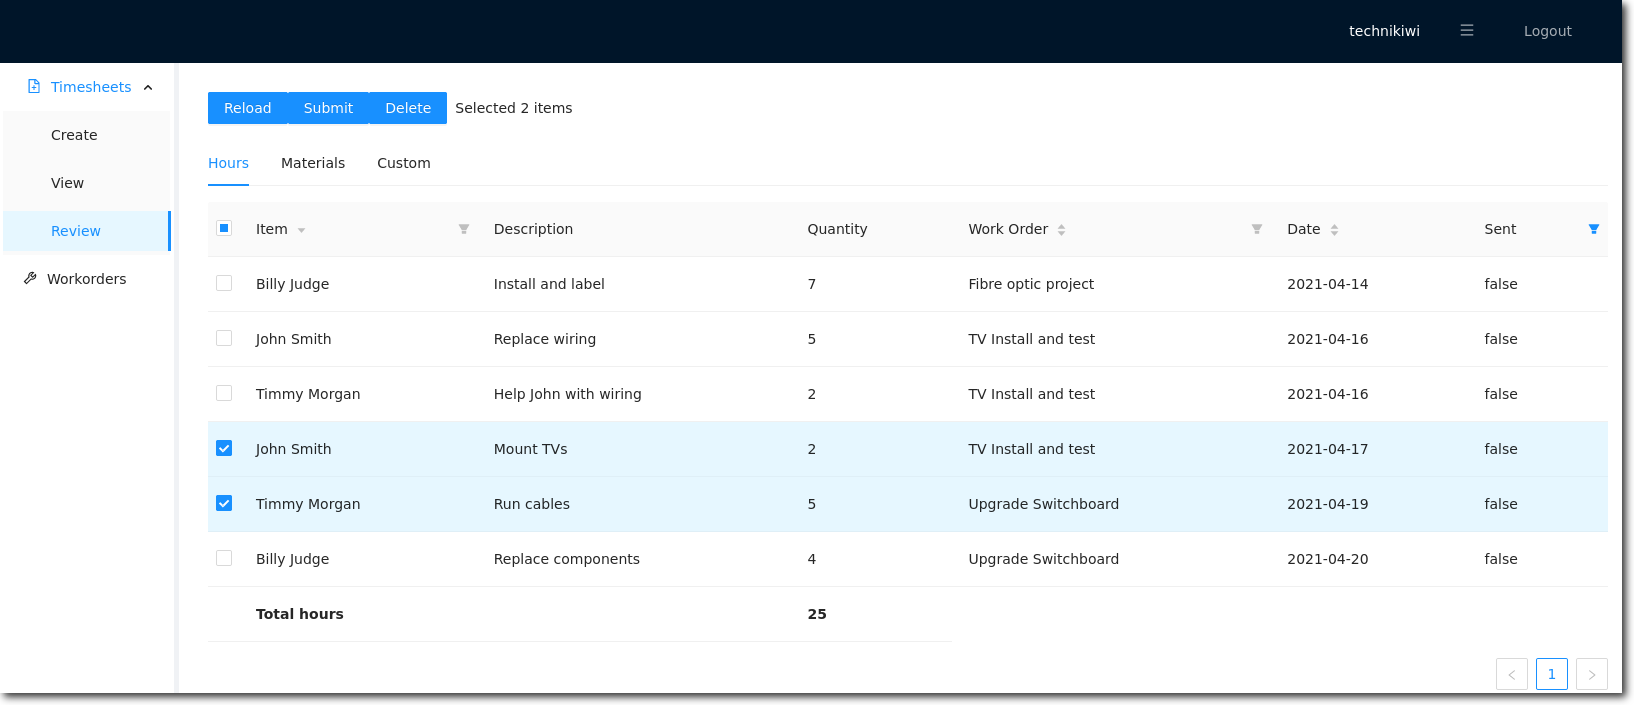 technikiwi Logout
Timesheets
Create
View
Review
Workorders
Reload Submit Delete Selected 2 items
Hours Materials Custom
Item Description Quantity Work Order Date Sent
Billy Judge Install and label 7 Fibre optic project 2021-04-14 false
John Smith Replace wiring 5 TV Install and test 2021-04-16 false
Timmy Morgan Help John with wiring 2 TV Install and test 2021-04-16 false
John Smith Mount TVs 2 TV Install and test 2021-04-17 false
Timmy Morgan Run cables 5 Upgrade Switchboard 2021-04-19 false
Billy Judge Replace components 4 Upgrade Switchboard 2021-04-20 false
Total hours 25
< 1 >